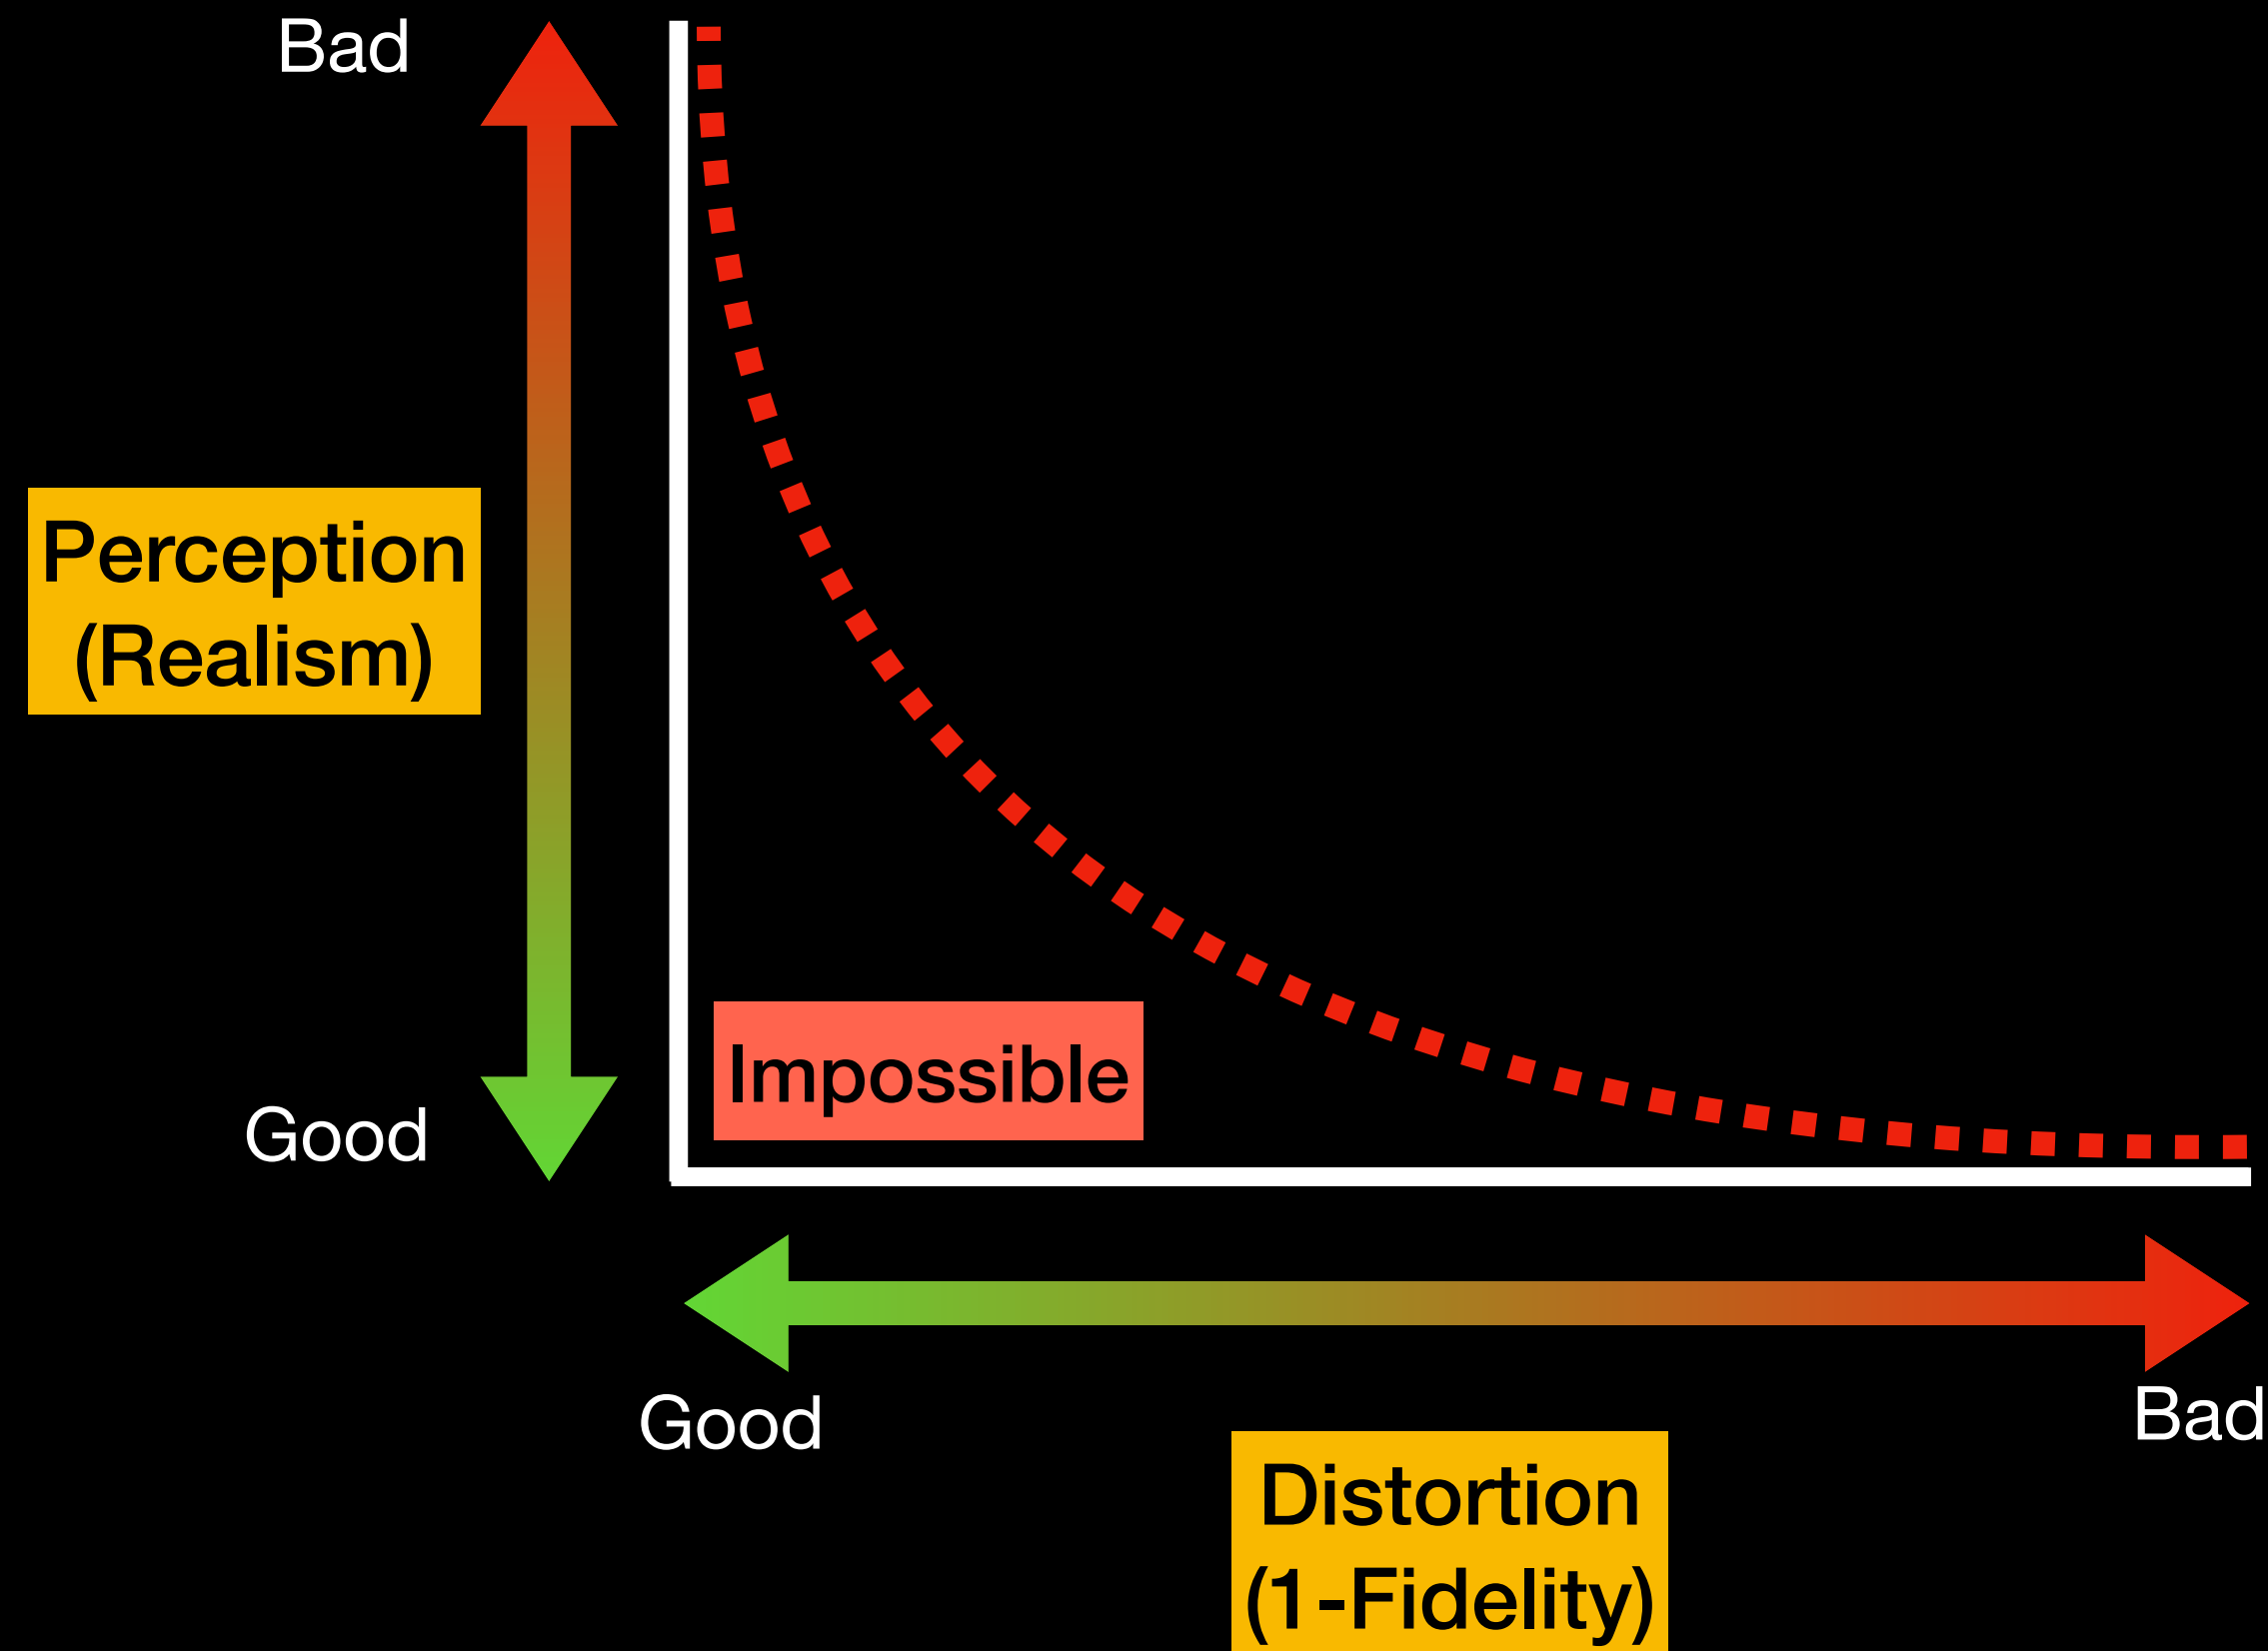 Bad
Perception
(Realism)
Impossible
Good
Good
Bad
Distortion
(1-Fidelity)